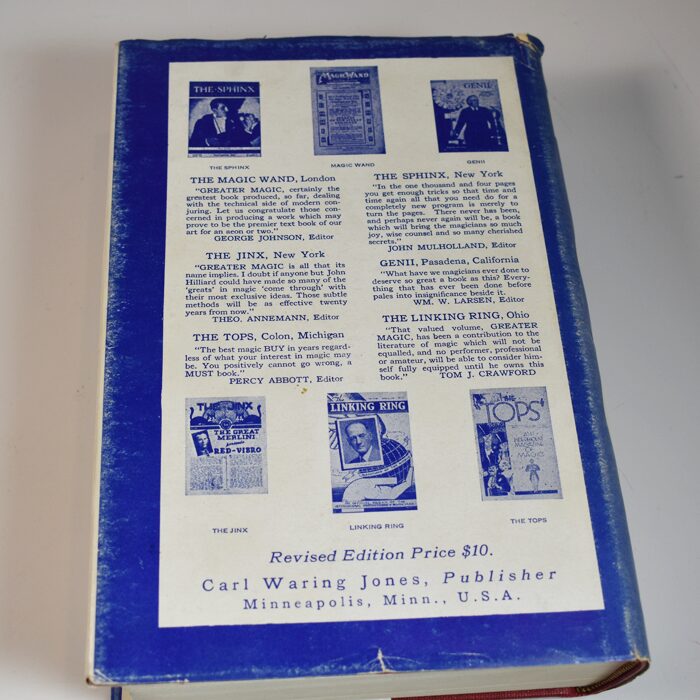 THE·SPHINX
MAGIC WAND
GENII
THE SPHINX
MAGIC WAND
GENII
THE MAGIC WAND, London
"GREATER MAGIC, certainly the
greatest book produced, so far, dealing
with the technical side of modern con-
juring. Let us congratulate those con-
cerned in producing a work which may
prove to be the premier text book of our
art for an aeon or two."
GEORGE JOHNSON, Editor
THE JINX, New York
"GREATER MAGIC is all that its
name implies. I doubt if anyone but John
Hilliard could have made so many of the
'greats' in magic 'come through' with
their most exclusive ideas. Those subtle
methods will be as effective twenty
years from now."
THEO. ANNEMANN, Editor
THE TOPS, Colon, Michigan
"The best magic BUY in years regard-
less of what your interest in magic may
be. You positively cannot go wrong, a
MUST book."
PERCY ABBOTT, Editor
THE SPHINX, New York
"In the one thousand and four pages
you get enough tricks so that time and
time again all that you need do for a
completely new program is merely to
turn the pages. There never has been,
and perhaps never again will be, a book
which will bring the magicians so much
joy, wise counsel and so many cherished
secrets."
JOHN MULHOLLAND, Editor
GENII, Pasadena, California
"What have we magicians ever done to
deserve so great a book as this? Every-
thing that has ever been done before
pales into insignificance beside it.
WM. W. LARSEN, Editor
THE LINKING RING, Ohio
"That valued volume, GREATER
MAGIC, has been a contribution to the
literature of magic which will not be
equalled, and no performer, professional
or amateur, will be able to consider him-
self fully equipped until he owns this
book." TOM J. CRAWFORD
THE JINX
THE GREAT
MERLINI
presents
RED-VIBRO
The
LINKING RING
THE
TOPS
AN
INDEPENDENT
MAGAZINE
OF
MAGIC
THE JINX
LINKING RING
THE TOPS
Revised Edition Price $10.
Carl Waring Jones, Publisher
Minneapolis, Minn., U.S.A.